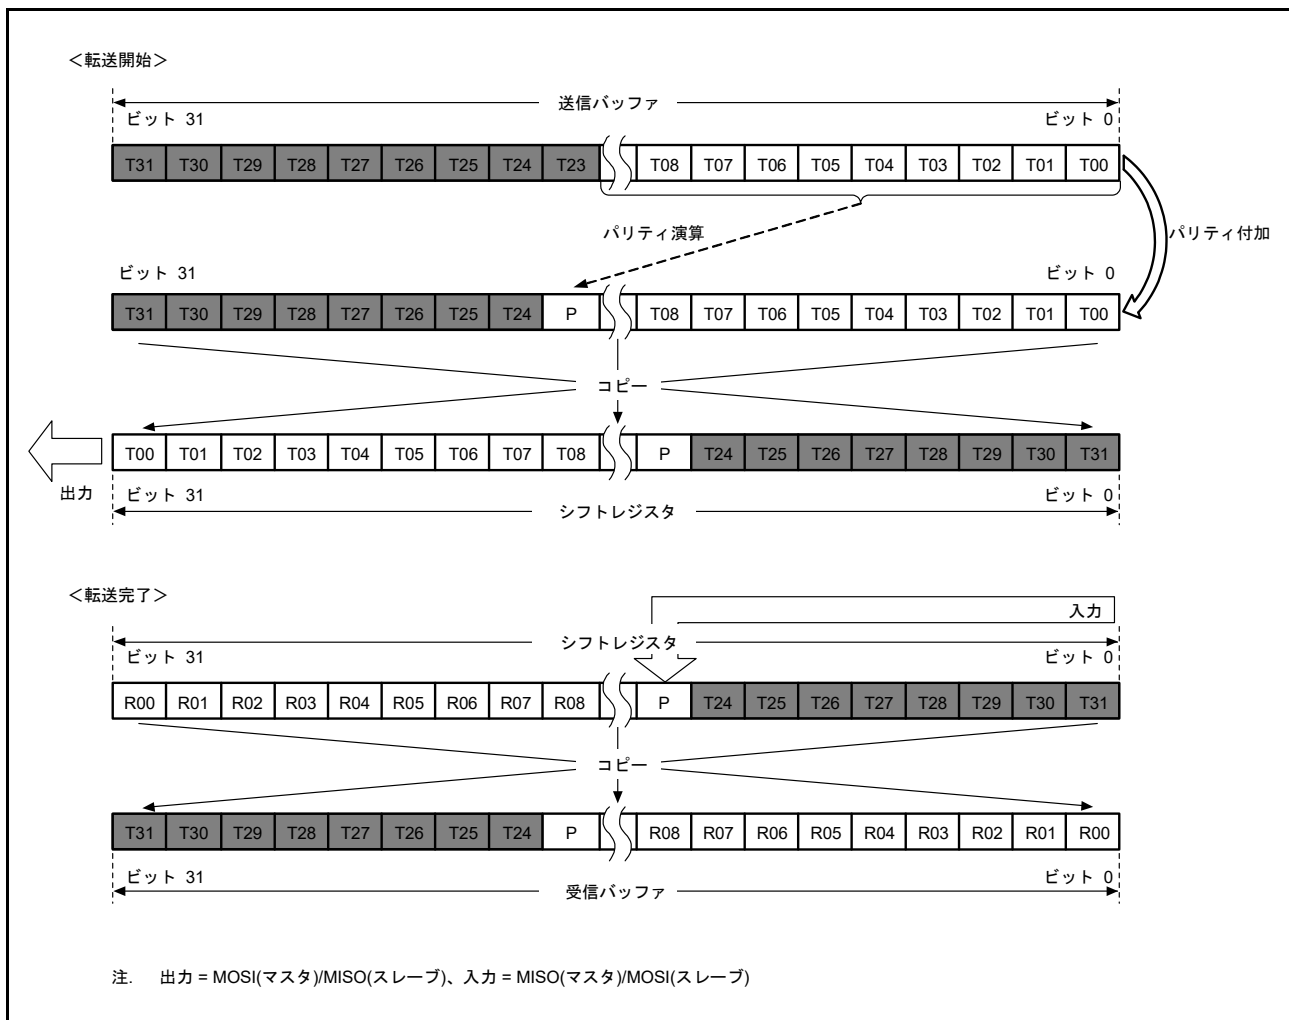 ＜転送開始＞
送信バッファ
ビット 31 ビット 0
T31 T30 T29 T28 T27 T26 T25 T24 T23 T08 T07 T06 T05 T04 T03 T02 T01 T00
パリティ演算 パリティ付加
ビット 31 ビット 0
T31 T30 T29 T28 T27 T26 T25 T24 P T08 T07 T06 T05 T04 T03 T02 T01 T00
コピー
T00 T01 T02 T03 T04 T05 T06 T07 T08 P T24 T25 T26 T27 T28 T29 T30 T31
出力 ビット 31 ビット 0
シフトレジスタ
＜転送完了＞
入力
シフトレジスタ
ビット 31 ビット 0
R00 R01 R02 R03 R04 R05 R06 R07 R08 P T24 T25 T26 T27 T28 T29 T30 T31
コピー
T31 T30 T29 T28 T27 T26 T25 T24 P R08 R07 R06 R05 R04 R03 R02 R01 R00
ビット 31 ビット 0
受信バッファ
注. 出力 = MOSI(マスタ)/MISO(スレーブ)、入力 = MISO(マスタ)/MOSI(スレーブ)